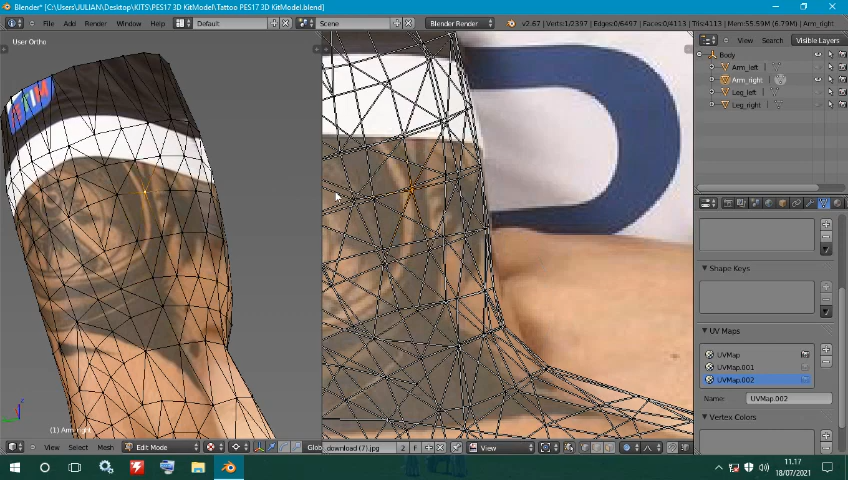 Blender* [C:\Users\JULIAN\Desktop\KITS\Model\Tattoo PES17 3D KitModel.blend]
File Add Render Window Help Default Scene Blender Render v2.67 | Verts:1/2397 | Edges:0/6497 | Faces:0/4113 | Tris:4113 | Mem:55.59M (6.79M) | Arm_right
User Ortho
View Search Visible Layers
Body
Arm_left
Arm_right
Leg_left
Leg_right
TIM
Shape Keys
UV Maps
UVMap
UVMap.001
UVMap.002
Name: UVMap.002
Vertex Colors
(1) Arm_right
View Select Mesh Edit Mode Glob download (7).jpg 2 F View
11.17
18/07/2021